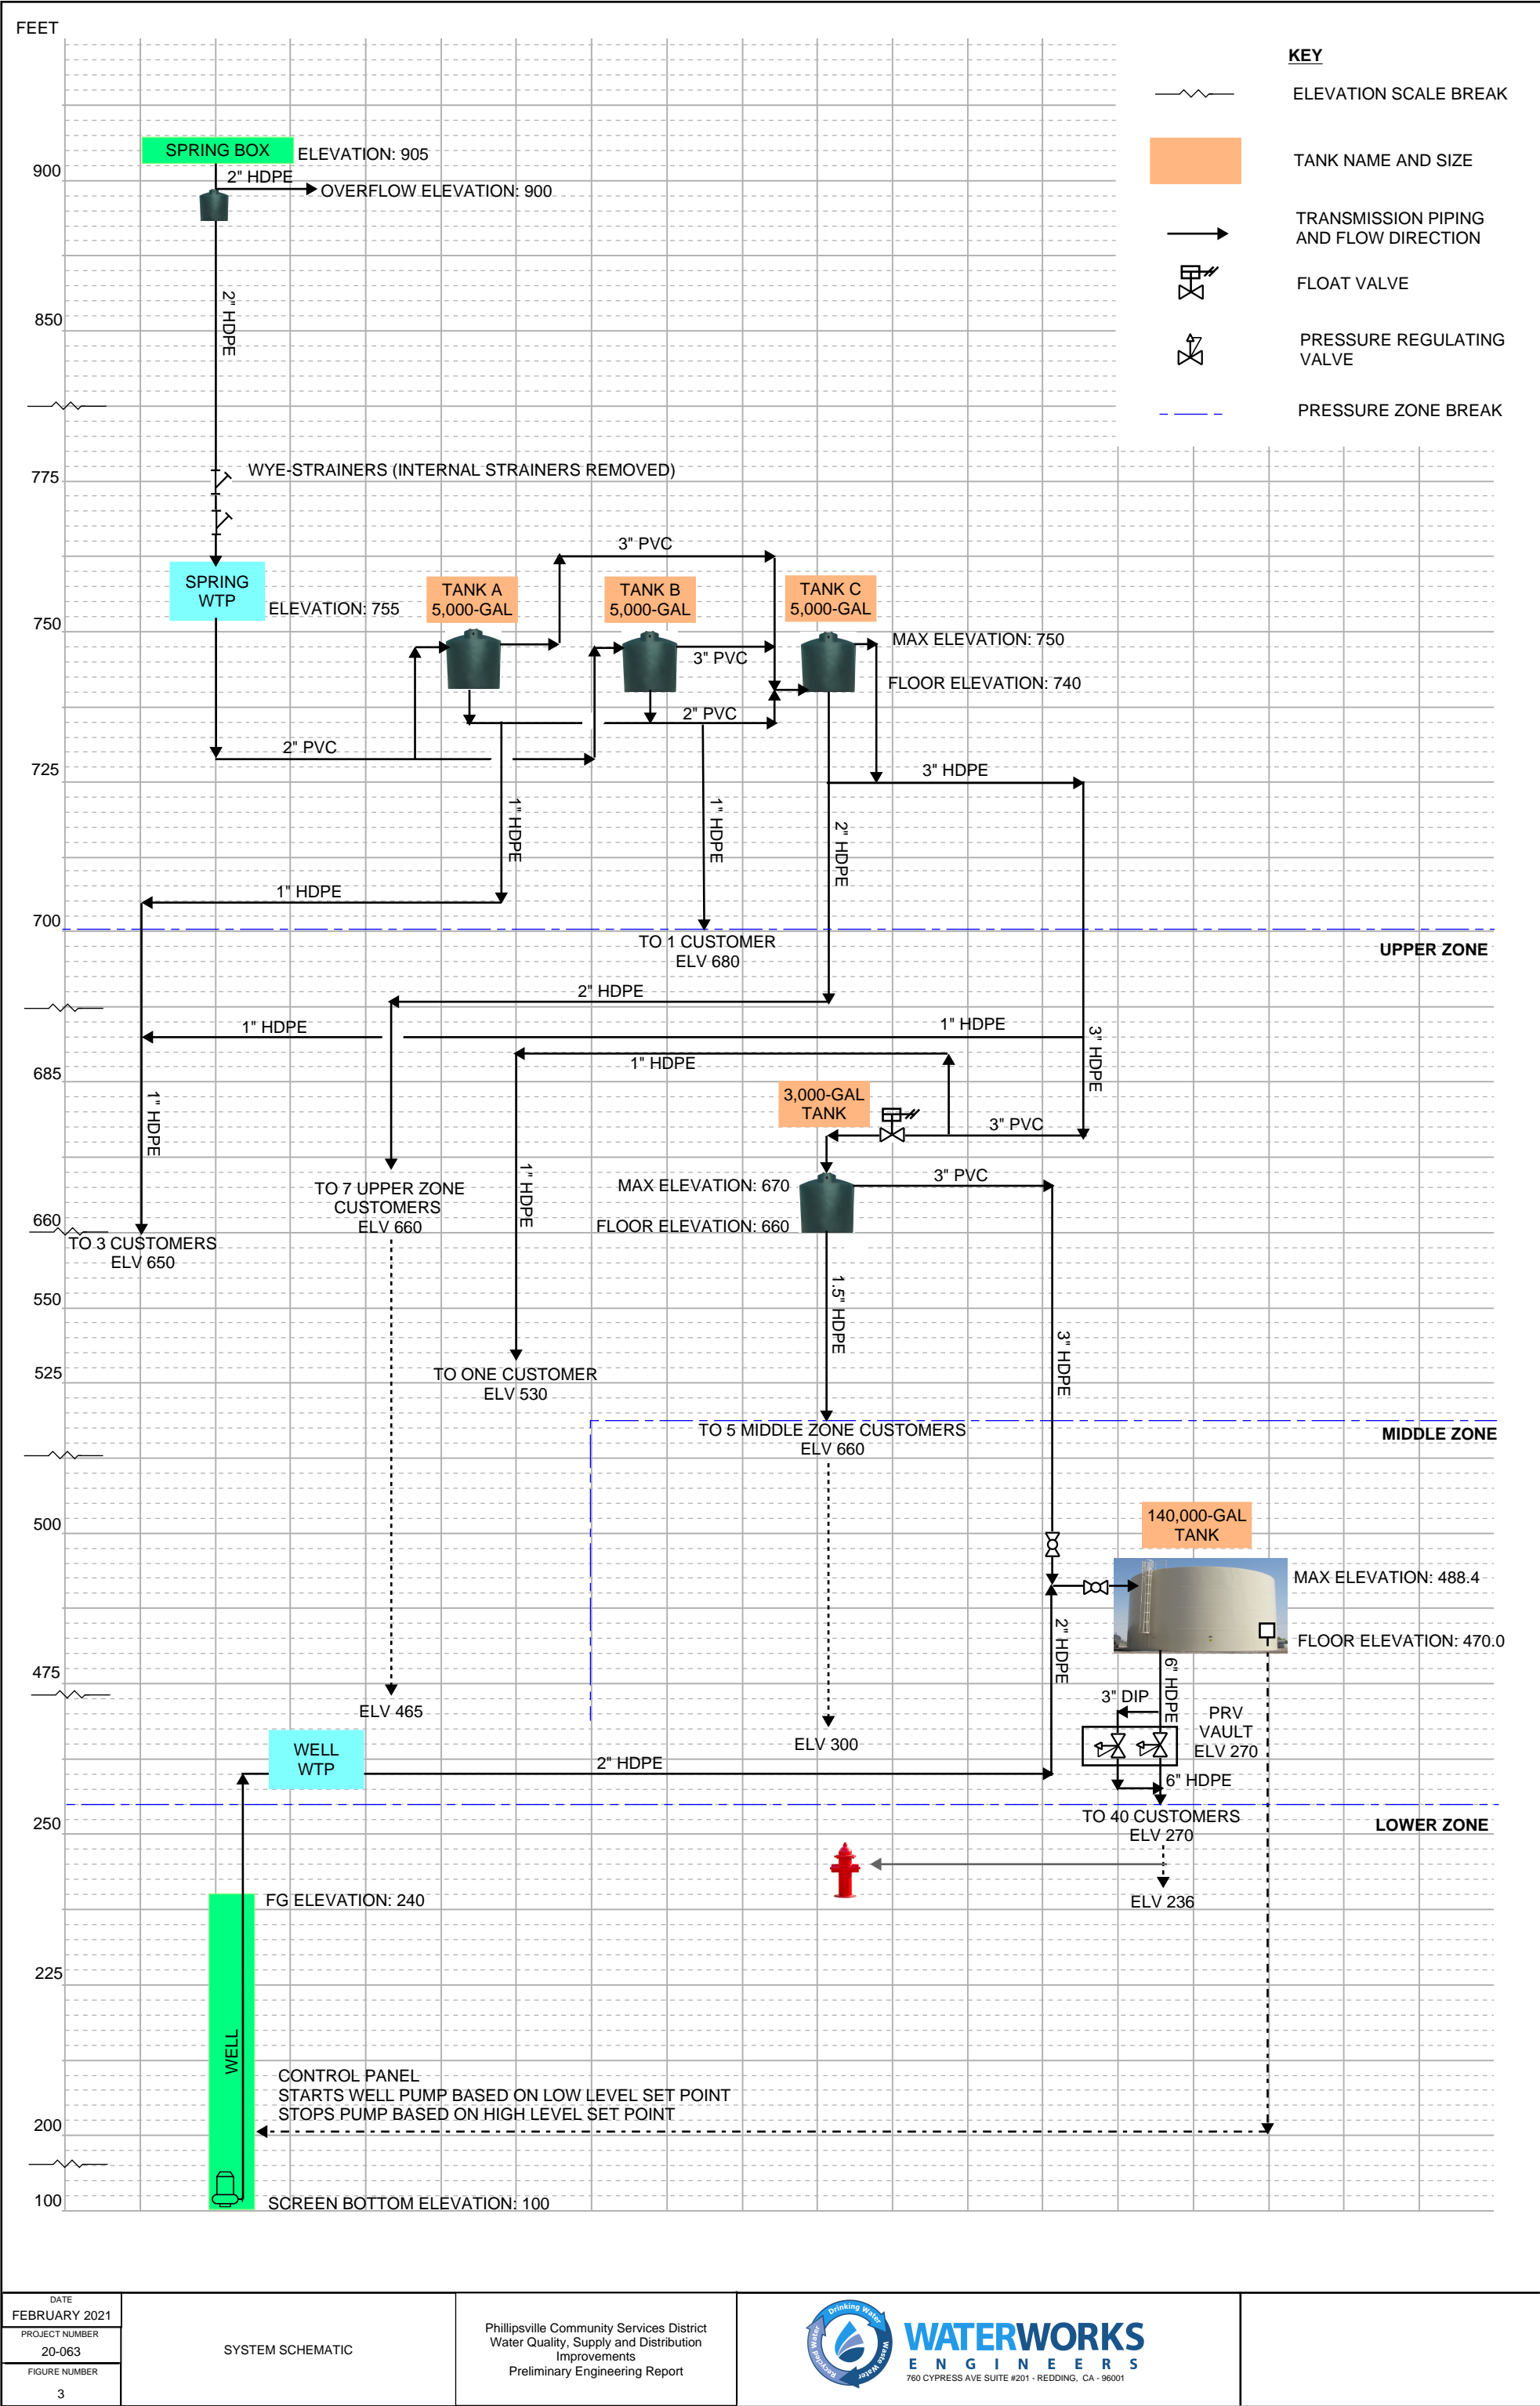 FEET
KEY
ELEVATION SCALE BREAK
TANK NAME AND SIZE
TRANSMISSION PIPING
AND FLOW DIRECTION
FLOAT VALVE
PRESSURE REGULATING
VALVE
PRESSURE ZONE BREAK
SPRING BOX
ELEVATION: 905
900
2" HDPE
OVERFLOW ELEVATION: 900
2" HDPE
850
WYE-STRAINERS (INTERNAL STRAINERS REMOVED)
775
3" PVC
SPRING
WTP
ELEVATION: 755
TANK A
5,000-GAL
TANK B
5,000-GAL
TANK C
5,000-GAL
750
MAX ELEVATION: 750
3" PVC
FLOOR ELEVATION: 740
2" PVC
2" PVC
725
3" HDPE
1" HDPE
1" HDPE
2" HDPE
1" HDPE
700
TO 1 CUSTOMER
ELV 680
UPPER ZONE
2" HDPE
1" HDPE
1" HDPE
3" HDPE
1" HDPE
685
3,000-GAL
TANK
1" HDPE
3" PVC
1" HDPE
3" PVC
MAX ELEVATION: 670
TO 7 UPPER ZONE
CUSTOMERS
ELV 660
660
FLOOR ELEVATION: 660
TO 3 CUSTOMERS
ELV 650
550
1.5" HDPE
3" HDPE
525
TO ONE CUSTOMER
ELV 530
TO 5 MIDDLE ZONE CUSTOMERS
ELV 660
MIDDLE ZONE
500
140,000-GAL
TANK
MAX ELEVATION: 488.4
2" HDPE
FLOOR ELEVATION: 470.0
475
6" HDPE
3" DIP
ELV 465
PRV
VAULT
ELV 270
ELV 300
WELL
WTP
2" HDPE
6" HDPE
250
TO 40 CUSTOMERS
ELV 270
LOWER ZONE
FG ELEVATION: 240
ELV 236
225
WELL
CONTROL PANEL
STARTS WELL PUMP BASED ON LOW LEVEL SET POINT
STOPS PUMP BASED ON HIGH LEVEL SET POINT
200
100
SCREEN BOTTOM ELEVATION: 100
DATE
FEBRUARY 2021
PROJECT NUMBER
20-063
FIGURE NUMBER
3
SYSTEM SCHEMATIC
Phillipsville Community Services District
Water Quality, Supply and Distribution
Improvements
Preliminary Engineering Report
Drinking Water
Waste Water
Recycled Water
WATERWORKS
ENGINEERS
760 CYPRESS AVE SUITE #201 - REDDING, CA - 96001